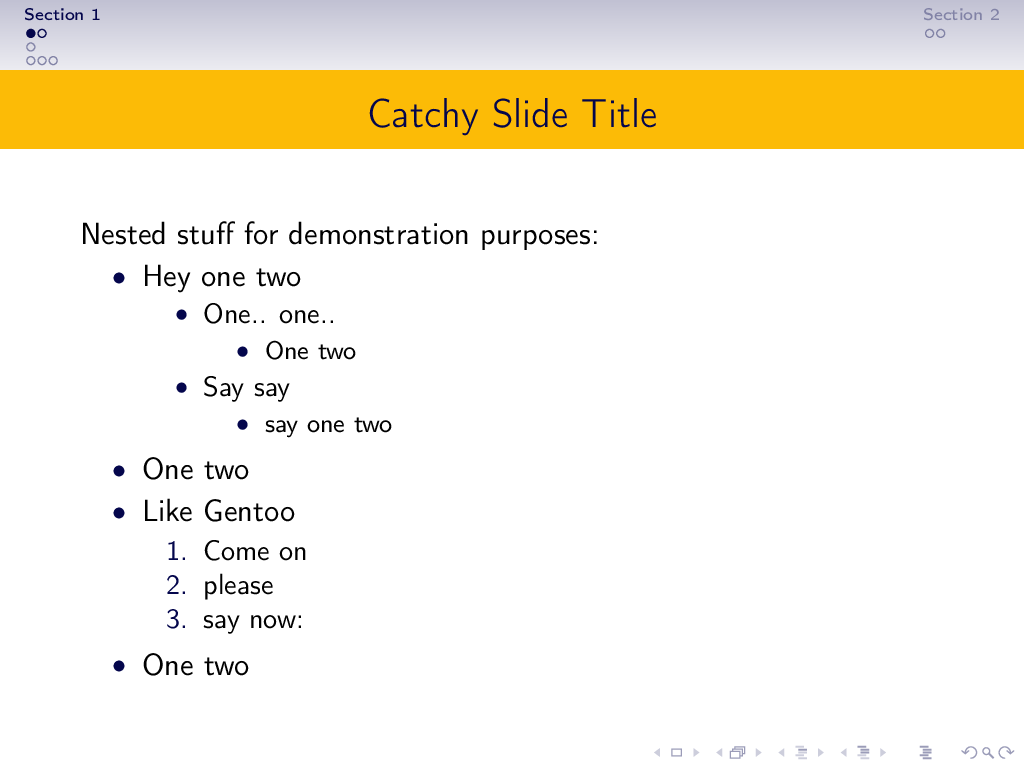 Section 1
Section 2
Catchy Slide Title
Nested stuff for demonstration purposes:
• Hey one two
• One.. one..
• One two
• Say say
• say one two
• One two
• Like Gentoo
1. Come on
2. please
3. say now:
• One two